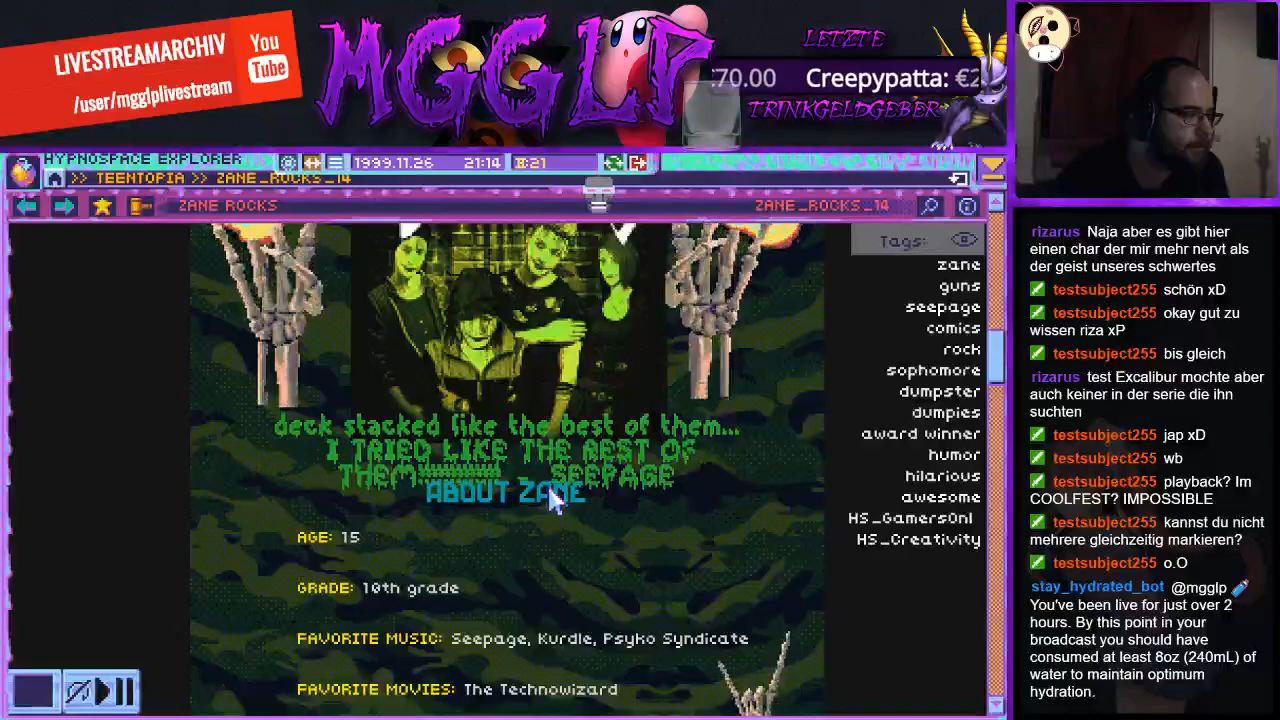 LIVESTREAMARCHIV
You
Tube
/user/mgglplivestream
MGGLP
LETZTE
70.00 Creepypatta: €2
TRINKGELDGEBER
HYPNOSPACE EXPLORER
1999.11.26 21:14 21
>> TEENTOPIA >> ZANE_ROCKS_14
ZANE ROCKS
ZANE_ROCKS_14
Tags:
zane
guns
seepage
comics
rock
sophomore
dumpster
dumpies
award winner
humor
hilarious
awesome
HS_GamersOnl
HS_Creativity
deck stacked like the best of them...
I TRIED LIKE THE REST OF
THEM!!!!!!!!!!! - SEEPAGE
ABOUT ZANE
AGE: 15
GRADE: 10th grade
FAVORITE MUSIC: Seepage, Kurdle, Psyko Syndicate
FAVORITE MOVIES: The Technowizard
rizarus Naja aber es gibt hier
einen char der mir mehr nervt als
der geist unseres schwertes
testsubject255 schön xD
testsubject255 okay gut zu
wissen riza xP
testsubject255 bis gleich
rizarus test Excalibur mochte aber
auch keiner in der serie die ihn
suchten
testsubject255 jap xD
testsubject255 wb
testsubject255 playback? Im
COOLFEST? IMPOSSIBLE
testsubject255 kannst du nicht
mehrere gleichzeitig markieren?
testsubject255 o.O
stay_hydrated_bot @mgglp
You've been live for just over 2
hours. By this point in your
broadcast you should have
consumed at least 8oz (240mL) of
water to maintain optimum
hydration.